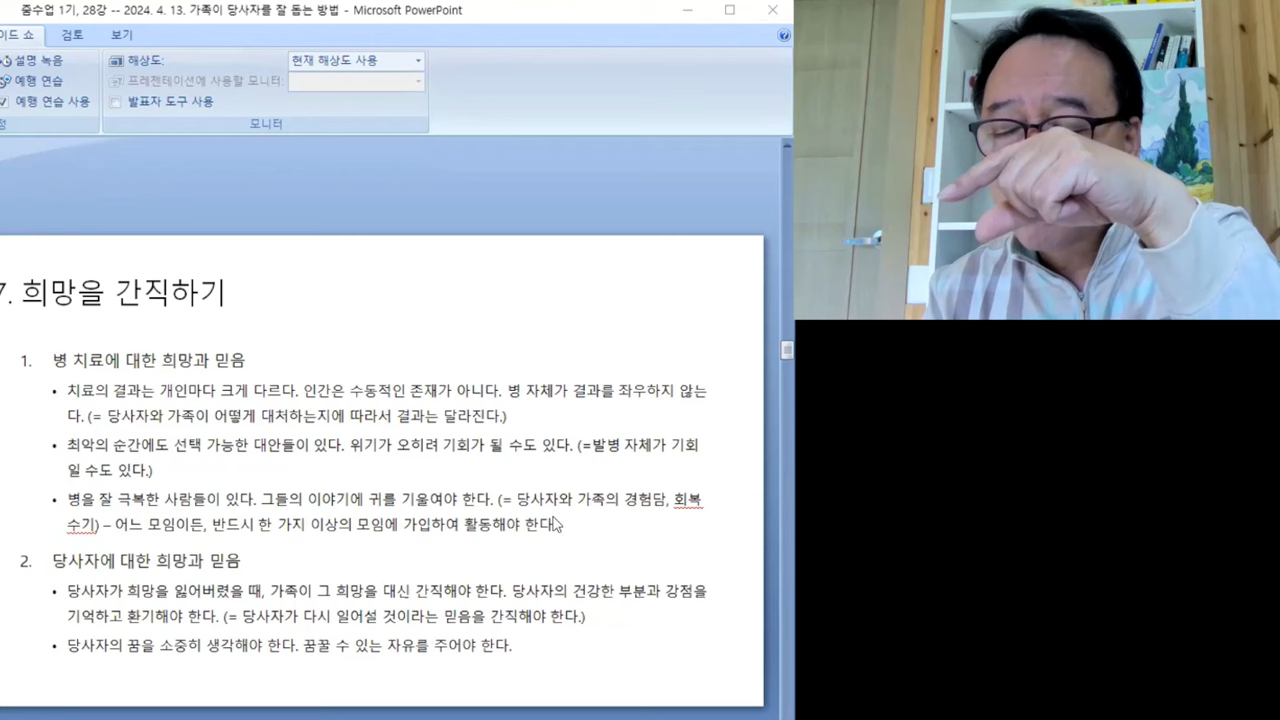 줌수업 1기, 28강 -- 2024. 4. 13. 가족이 당사자를 잘 돕는 방법 - Microsoft PowerPoint
이드 쇼 검토 보기
설명 녹음 해상도: 현재 해상도 사용
예행 연습 프레젠테이션에 사용할 모니터:
예행 연습 사용 발표자 도구 사용
정 모니터
7. 희망을 간직하기
1. 병 치료에 대한 희망과 믿음
• 치료의 결과는 개인마다 크게 다르다. 인간은 수동적인 존재가 아니다. 병 자체가 결과를 좌우하지 않는
다. (= 당사자와 가족이 어떻게 대처하는지에 따라서 결과는 달라진다.)
• 최악의 순간에도 선택 가능한 대안들이 있다. 위기가 오히려 기회가 될 수도 있다. (=발병 자체가 기회
일 수도 있다.)
• 병을 잘 극복한 사람들이 있다. 그들의 이야기에 귀를 기울여야 한다. (= 당사자와 가족의 경험담, 회복
수기) – 어느 모임이든, 반드시 한 가지 이상의 모임에 가입하여 활동해야 한다.
2. 당사자에 대한 희망과 믿음
• 당사자가 희망을 잃어버렸을 때, 가족이 그 희망을 대신 간직해야 한다. 당사자의 건강한 부분과 강점을
기억하고 환기해야 한다. (= 당사자가 다시 일어설 것이라는 믿음을 간직해야 한다.)
• 당사자의 꿈을 소중히 생각해야 한다. 꿈꿀 수 있는 자유를 주어야 한다.